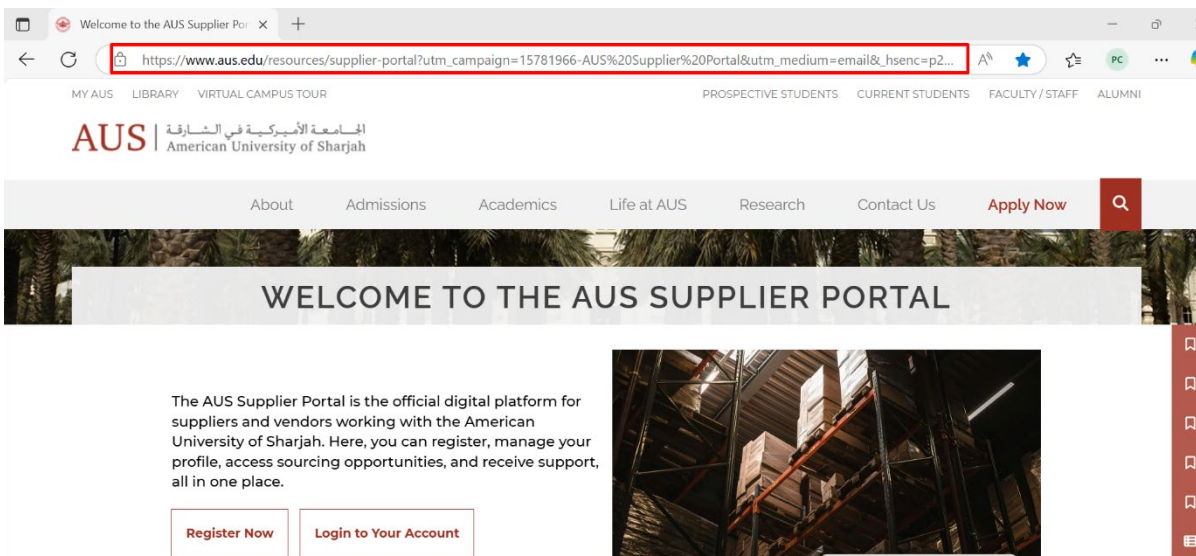 Welcome to the AUS Supplier Por
https://www.aus.edu/resources/supplier-portal?utm_campaign=15781966-AUS%20Supplier%20Portal&utm_medium=email&_hsenc=p2...
PC
MY AUS LIBRARY VIRTUAL CAMPUS TOUR PROSPECTIVE STUDENTS CURRENT STUDENTS FACULTY / STAFF ALUMNI
AUS
الجامعة الأميركية في الشارقة
American University of Sharjah
About Admissions Academics Life at AUS Research Contact Us Apply Now
WELCOME TO THE AUS SUPPLIER PORTAL
The AUS Supplier Portal is the official digital platform for
suppliers and vendors working with the American
University of Sharjah. Here, you can register, manage your
profile, access sourcing opportunities, and receive support,
all in one place.
Register Now Login to Your Account